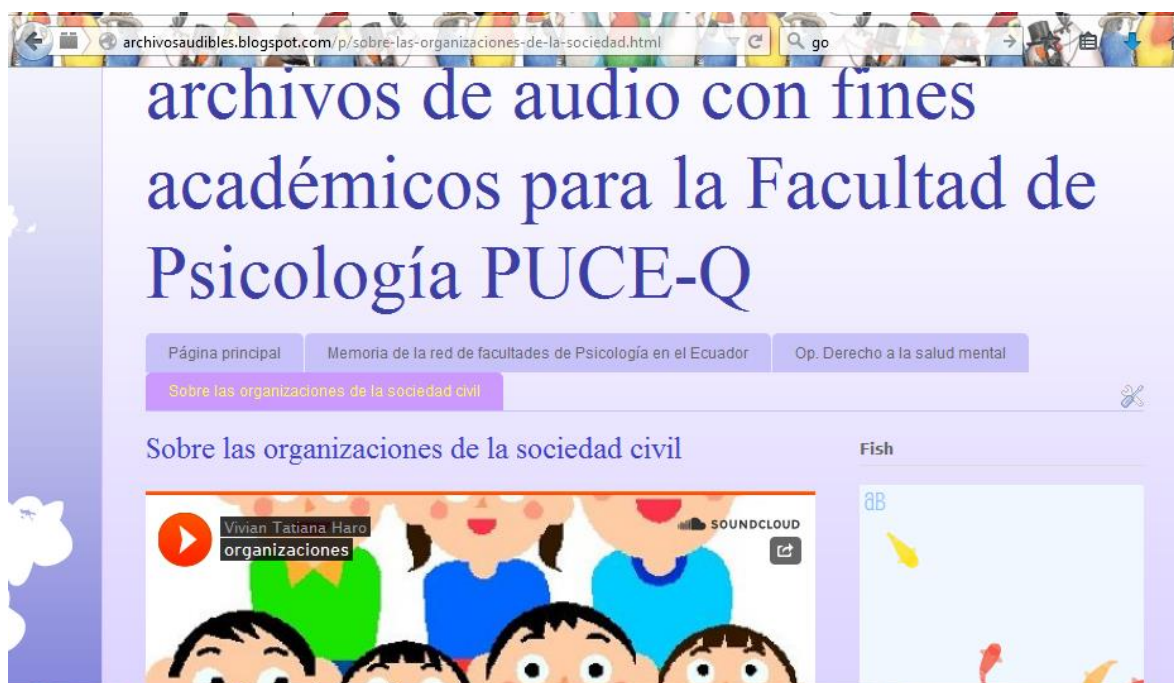 archivosaudibles.blogspot.com/p/sobre-las-organizaciones-de-la-sociedad.html
go
archivos de audio con fines
académicos para la Facultad de
Psicología PUCE-Q
Página principal
Memoria de la red de facultades de Psicología en el Ecuador
Op. Derecho a la salud mental
Sobre las organizaciones de la sociedad civil
Sobre las organizaciones de la sociedad civil
Fish
Vivian Tatiana Haro
organizaciones
SOUNDCLOUD
aB